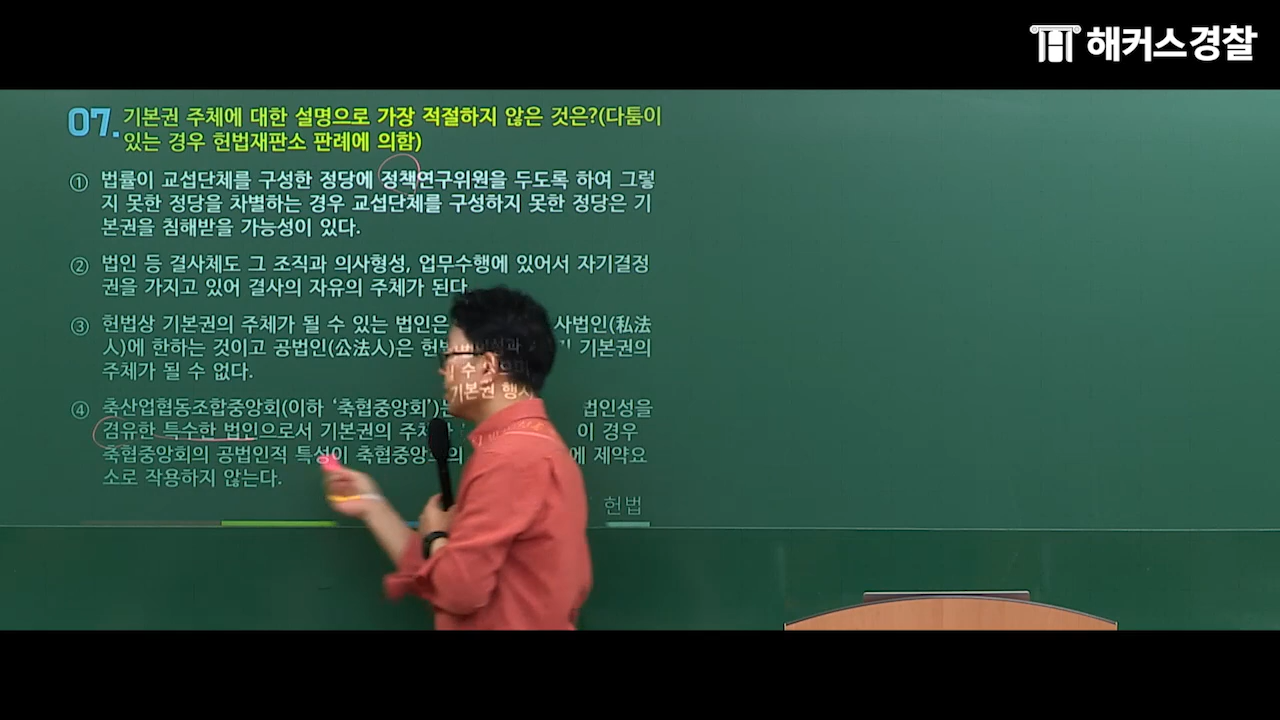 해커스경찰
07. 기본권 주체에 대한 설명으로 가장 적절하지 않은 것은?(다툼이
있는 경우 헌법재판소 판례에 의함)
① 법률이 교섭단체를 구성한 정당에 정책연구위원을 두도록 하여 그렇
지 못한 정당을 차별하는 경우 교섭단체를 구성하지 못한 정당은 기
본권을 침해받을 가능성이 있다.
② 법인 등 결사체도 그 조직과 의사형성, 업무수행에 있어서 자기결정
권을 가지고 있어 결사의 자유의 주체가 된다.
③ 헌법상 기본권의 주체가 될 수 있는 법인은 사법인(私法
人)에 한하는 것이고 공법인(公法人)은 기본권의
주체가 될 수 없다.
④ 축산업협동조합중앙회(이하 ‘축협중앙회’)는 법인성을
겸유한 특수한 법인으로서 기본권의 이 경우
축협중앙회의 공법인적 특성이 축협중앙회의 제약요
소로 작용하지 않는다.
헌법